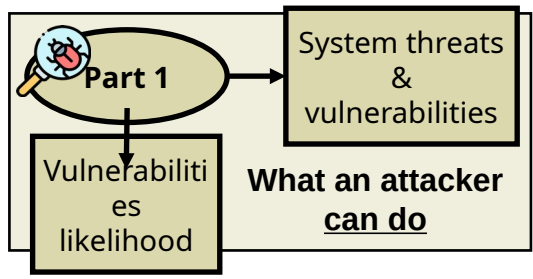 Part 1
System threats
&
vulnerabilities
Vulnerabiliti
es
likelihood
What an attacker
can do